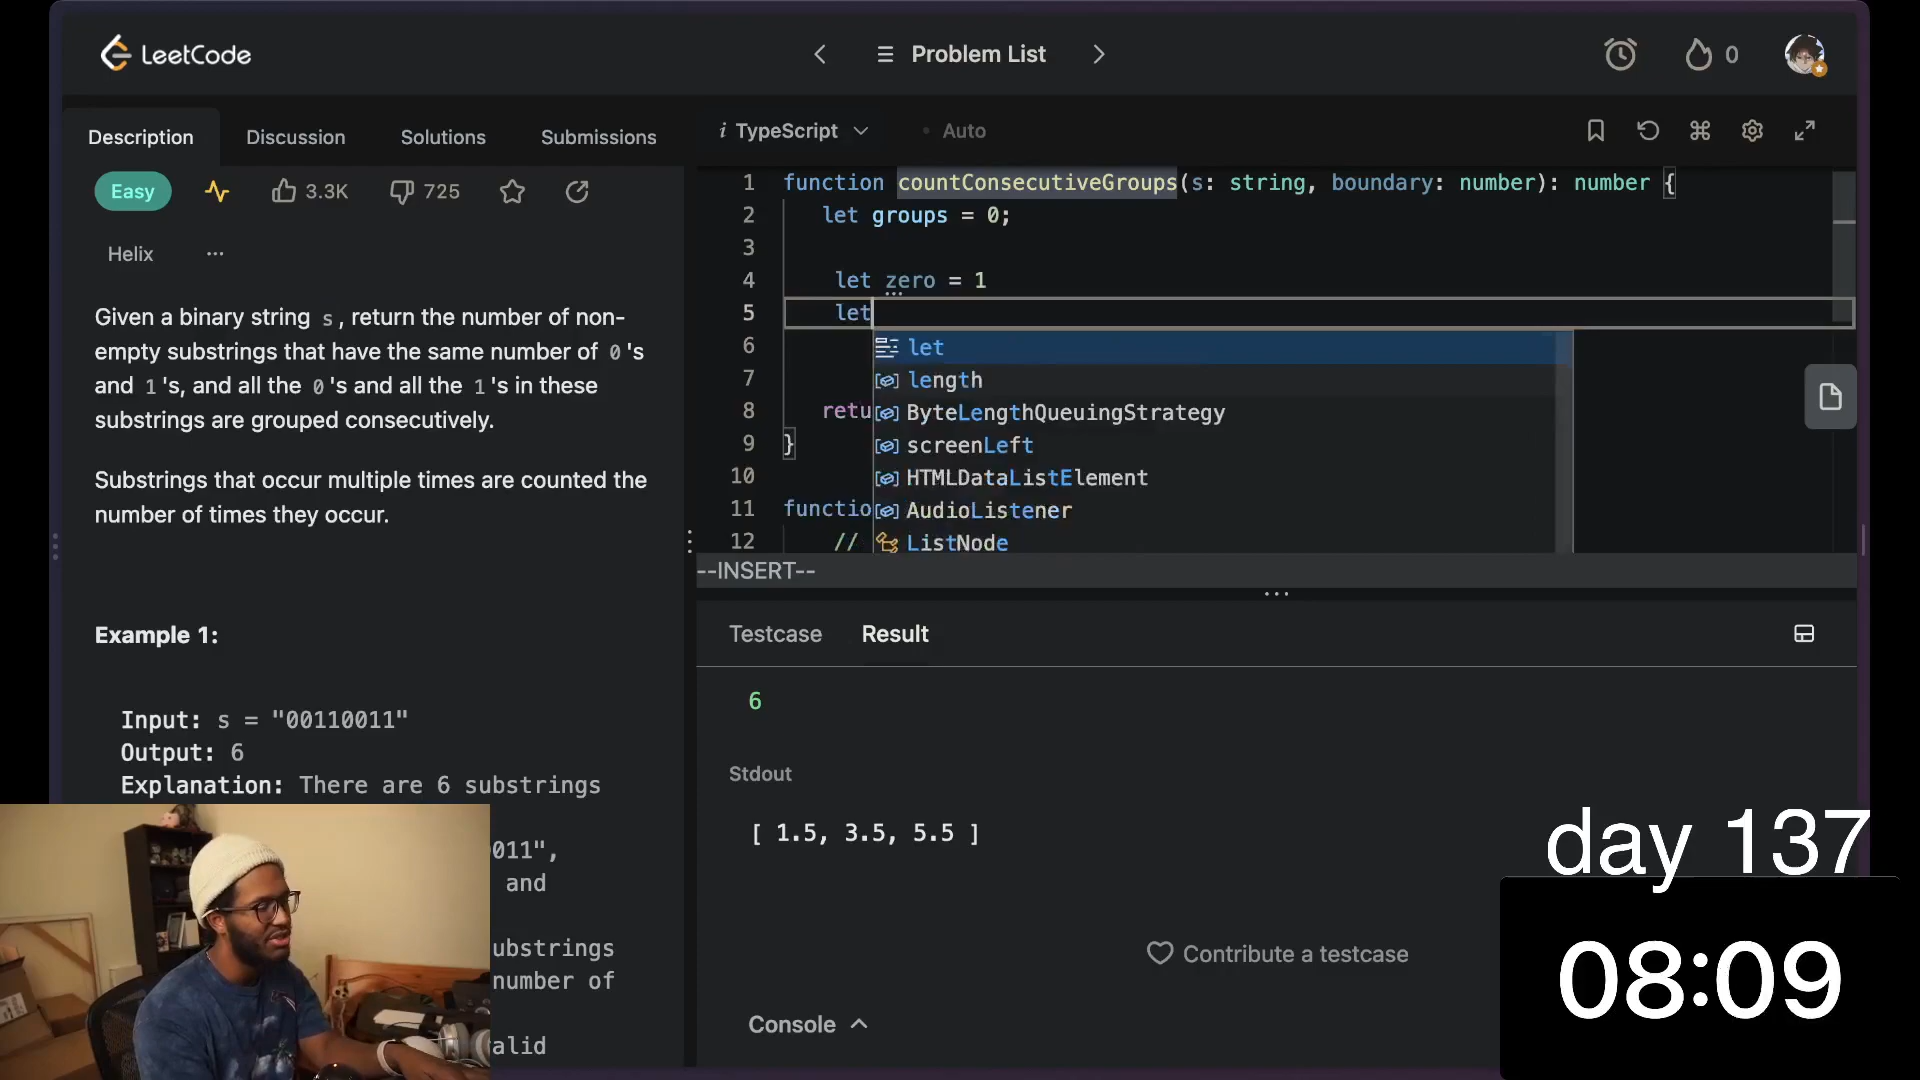 LeetCode
Problem List
0
Description
Discussion
Solutions
Submissions
i TypeScript
• Auto
Easy
3.3K
725
Helix
...
Given a binary string s, return the number of non-
empty substrings that have the same number of 0's
and 1's, and all the 0's and all the 1's in these
substrings are grouped consecutively.
Substrings that occur multiple times are counted the
number of times they occur.
Example 1:
Input: s = "00110011"
Output: 6
Explanation: There are 6 substrings
011",
and
ubstrings
number of
alid
1 function countConsecutiveGroups(s: string, boundary: number): number {
2 let groups = 0;
3
4 let zero = 1
5 let
6
7
8 retu
9 }
10
11 functio
12 //
let
length
ByteLengthQueuingStrategy
screenLeft
HTMLDataListElement
AudioListener
ListNode
--INSERT--
Testcase
Result
6
Stdout
[ 1.5, 3.5, 5.5 ]
Contribute a testcase
Console
day 137
08:09